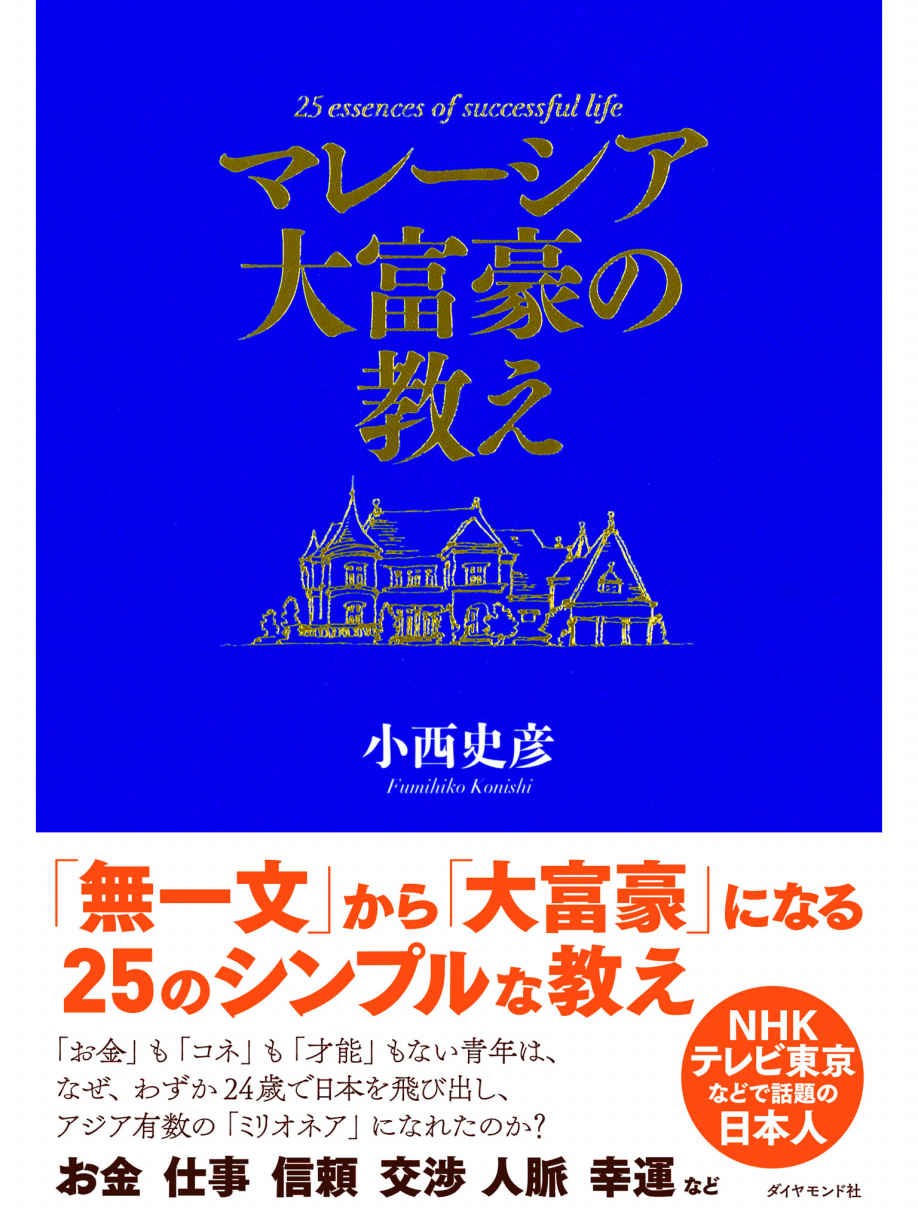 25 essences of successful life
マレーシア
大富豪の
教え
小西史彦
Fumihiko Konishi
「無一文」から「大富豪」になる
25のシンプルな教え
「お金」も「コネ」も「才能」もない青年は、
なぜ、わずか24歳で日本を飛び出し、
アジア有数の「ミリオネア」になれたのか?
お金 仕事 信頼 交渉 人脈 幸運 など
NHK
テレビ東京
などで話題の
日本人
ダイヤモンド社